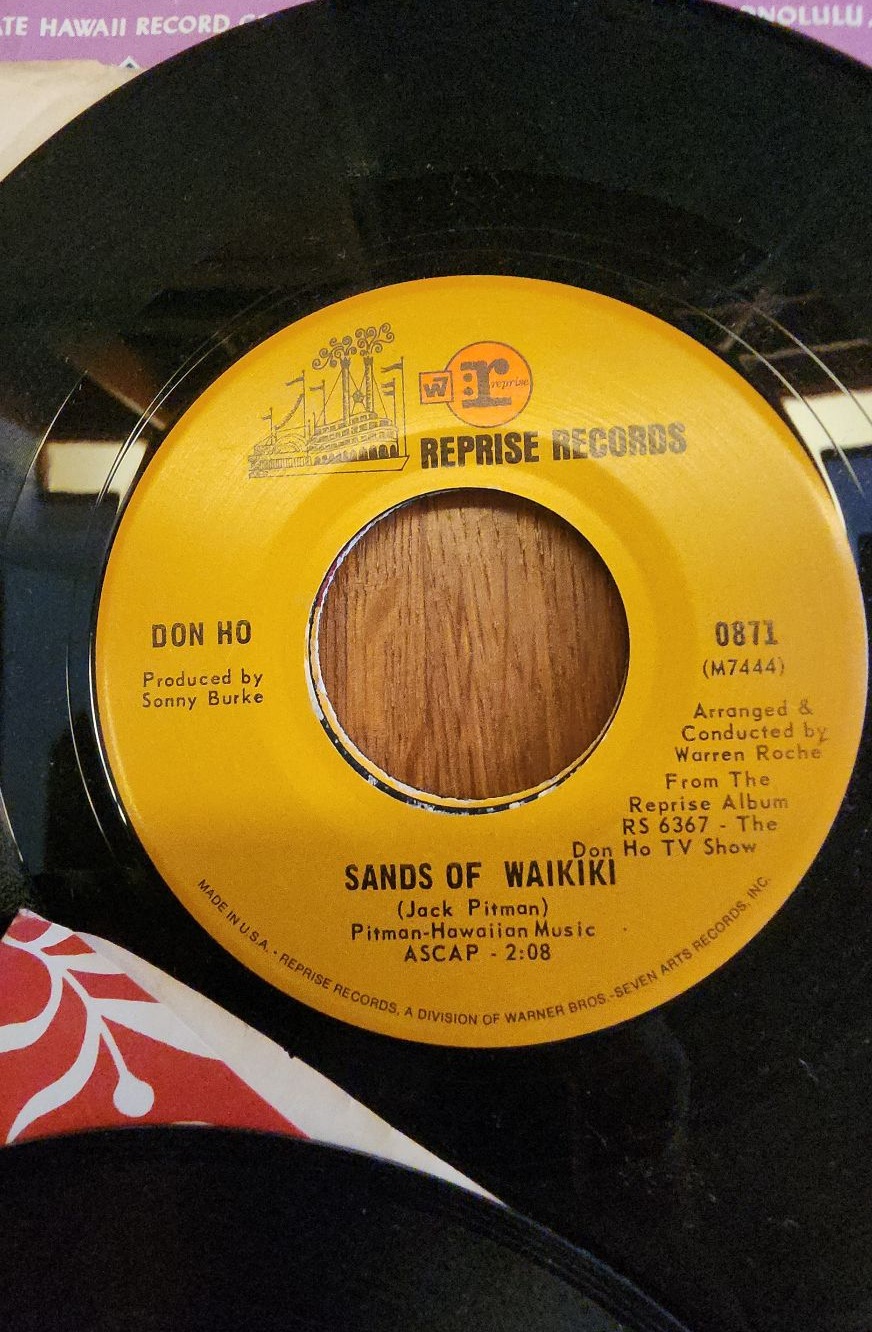 HAWAII RECORD
W7
:r
reprise
REPRISE RECORDS
DON HO
Produced by
Sonny Burke
0871
(M7444)
Arranged &
Conducted by
Warren Roche
From The
Reprise Album
RS 6367 - The
Don Ho TV Show
SANDS OF WAIKIKI
(Jack Pitman)
Pitman-Hawaiian Music
ASCAP - 2:08
MADE IN U.S.A. • REPRISE RECORDS, A DIVISION OF WARNER BROS.-SEVEN ARTS RECORDS, INC.